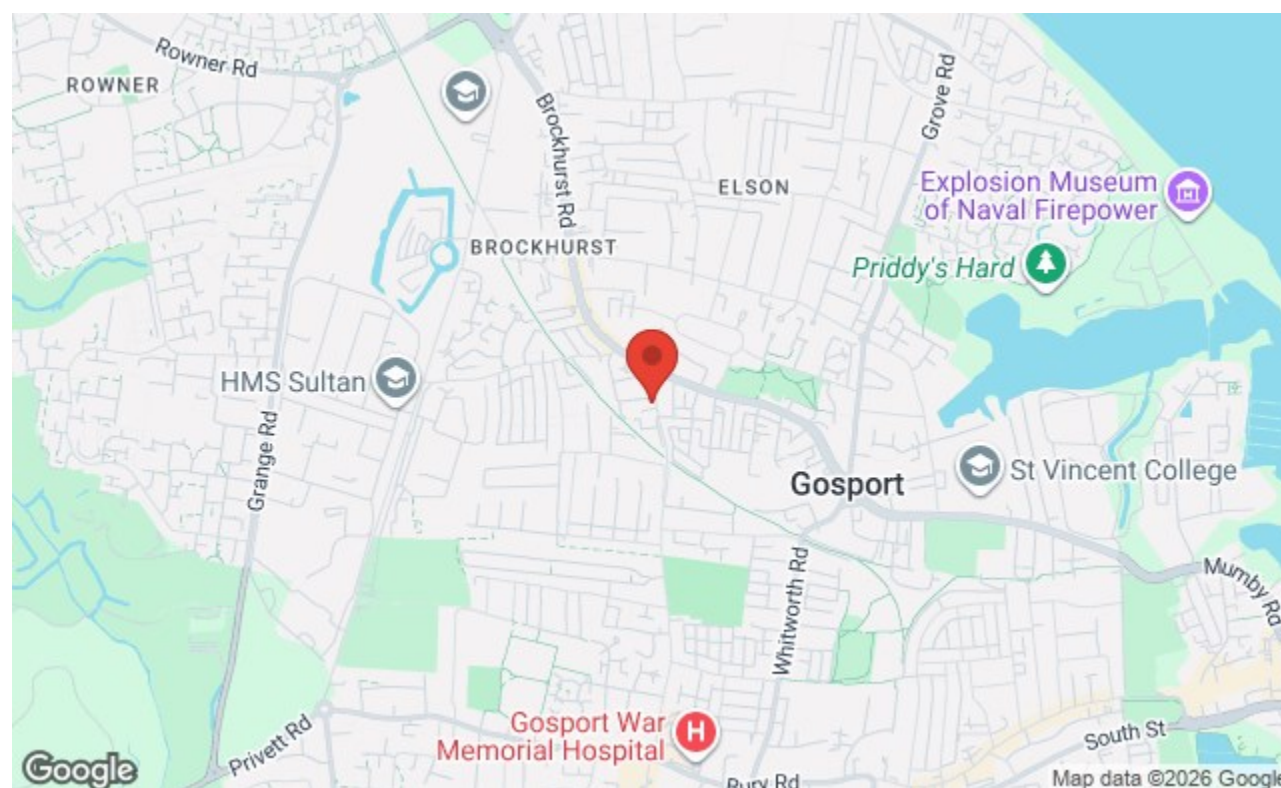 Rowner Rd
ROWNER
Brockhurst Rd
Grove Rd
ELSON
Explosion Museum
of Naval Firepower
BROCKHURST
Priddy's Hard
HMS Sultan
Grange Rd
Gosport
St Vincent College
Whitworth Rd
Mumby Rd
Gosport War
Memorial Hospital
South St
Privett Rd
Bury Rd
Google
Map data ©2026 Google